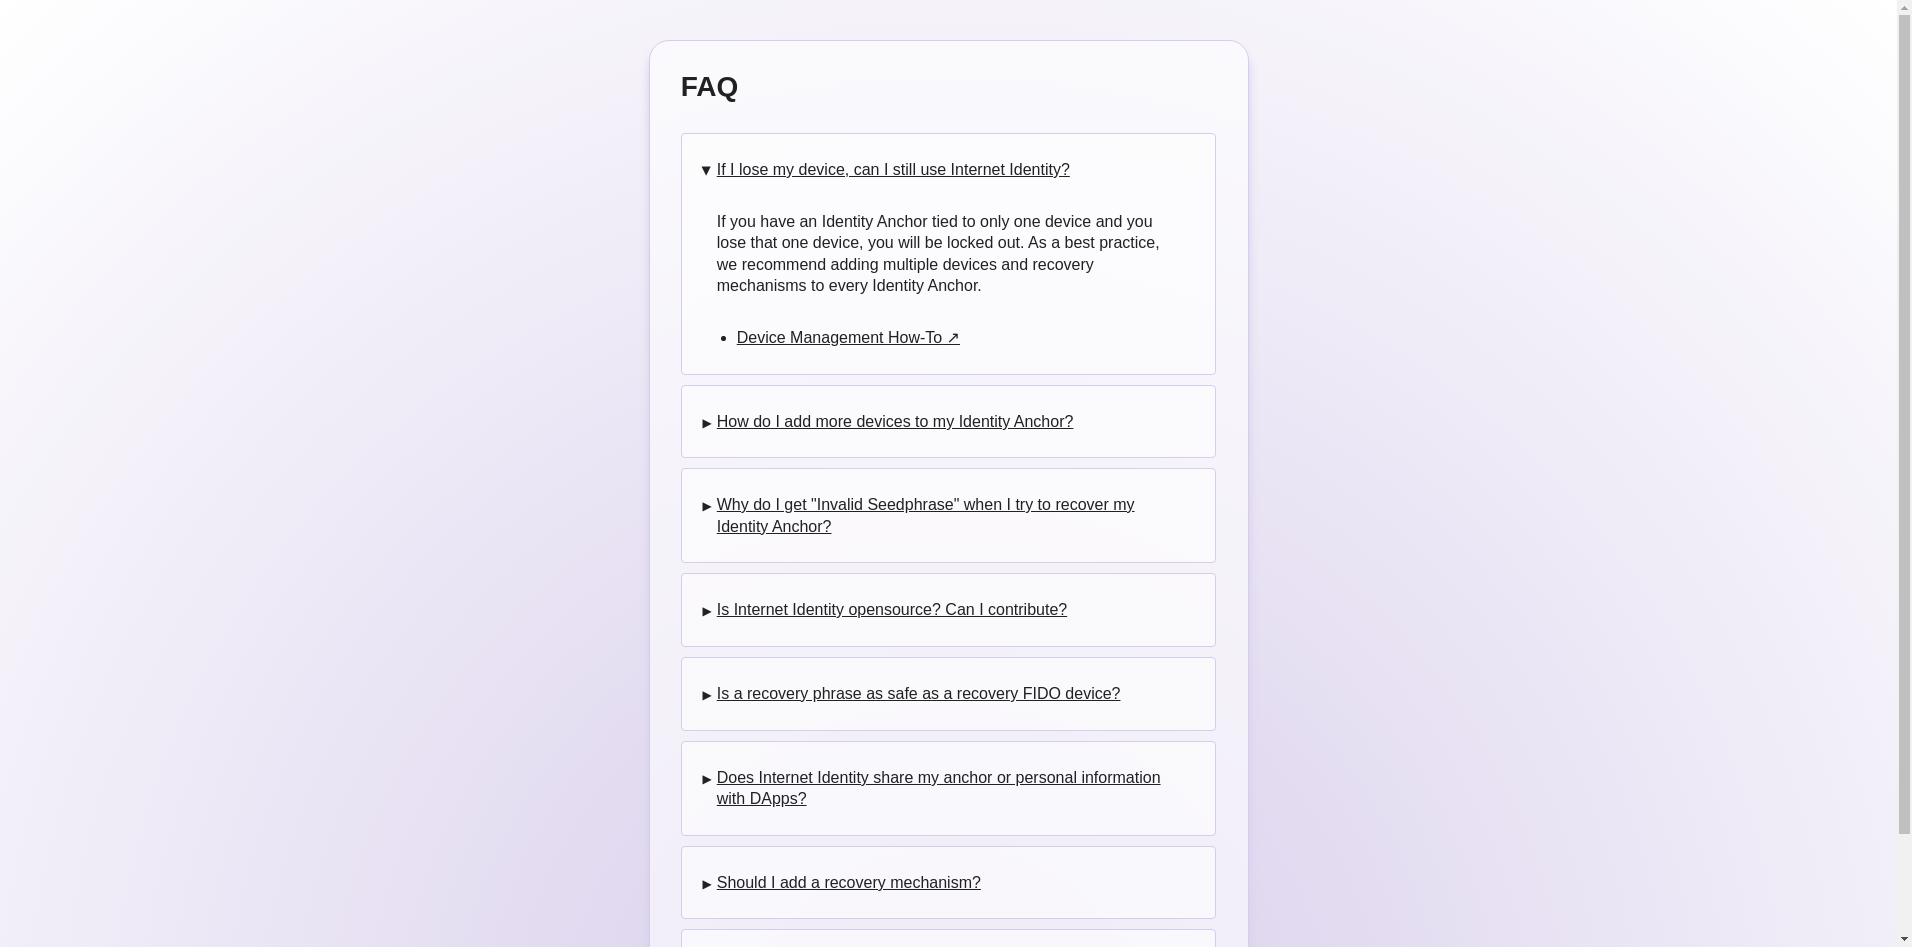 FAQ
▼ If I lose my device, can I still use Internet Identity?
If you have an Identity Anchor tied to only one device and you
lose that one device, you will be locked out. As a best practice,
we recommend adding multiple devices and recovery
mechanisms to every Identity Anchor.
• Device Management How-To ↗
► How do I add more devices to my Identity Anchor?
► Why do I get "Invalid Seedphrase" when I try to recover my
Identity Anchor?
► Is Internet Identity opensource? Can I contribute?
► Is a recovery phrase as safe as a recovery FIDO device?
► Does Internet Identity share my anchor or personal information
with DApps?
► Should I add a recovery mechanism?